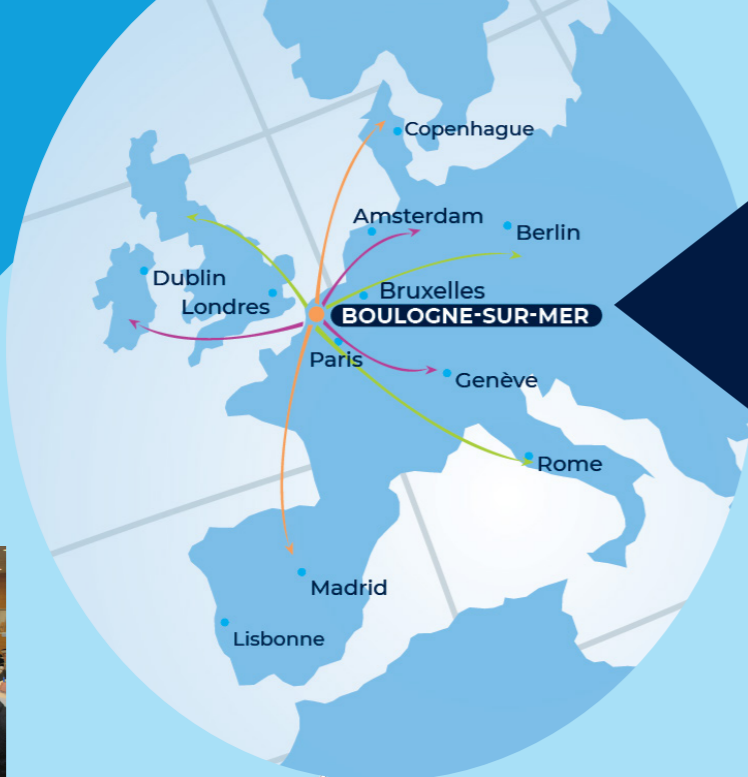 Copenhague
Amsterdam
Berlin
Dublin
Londres
Bruxelles
BOULOGNE-SUR-MER
Paris
Genève
Rome
Madrid
Lisbonne